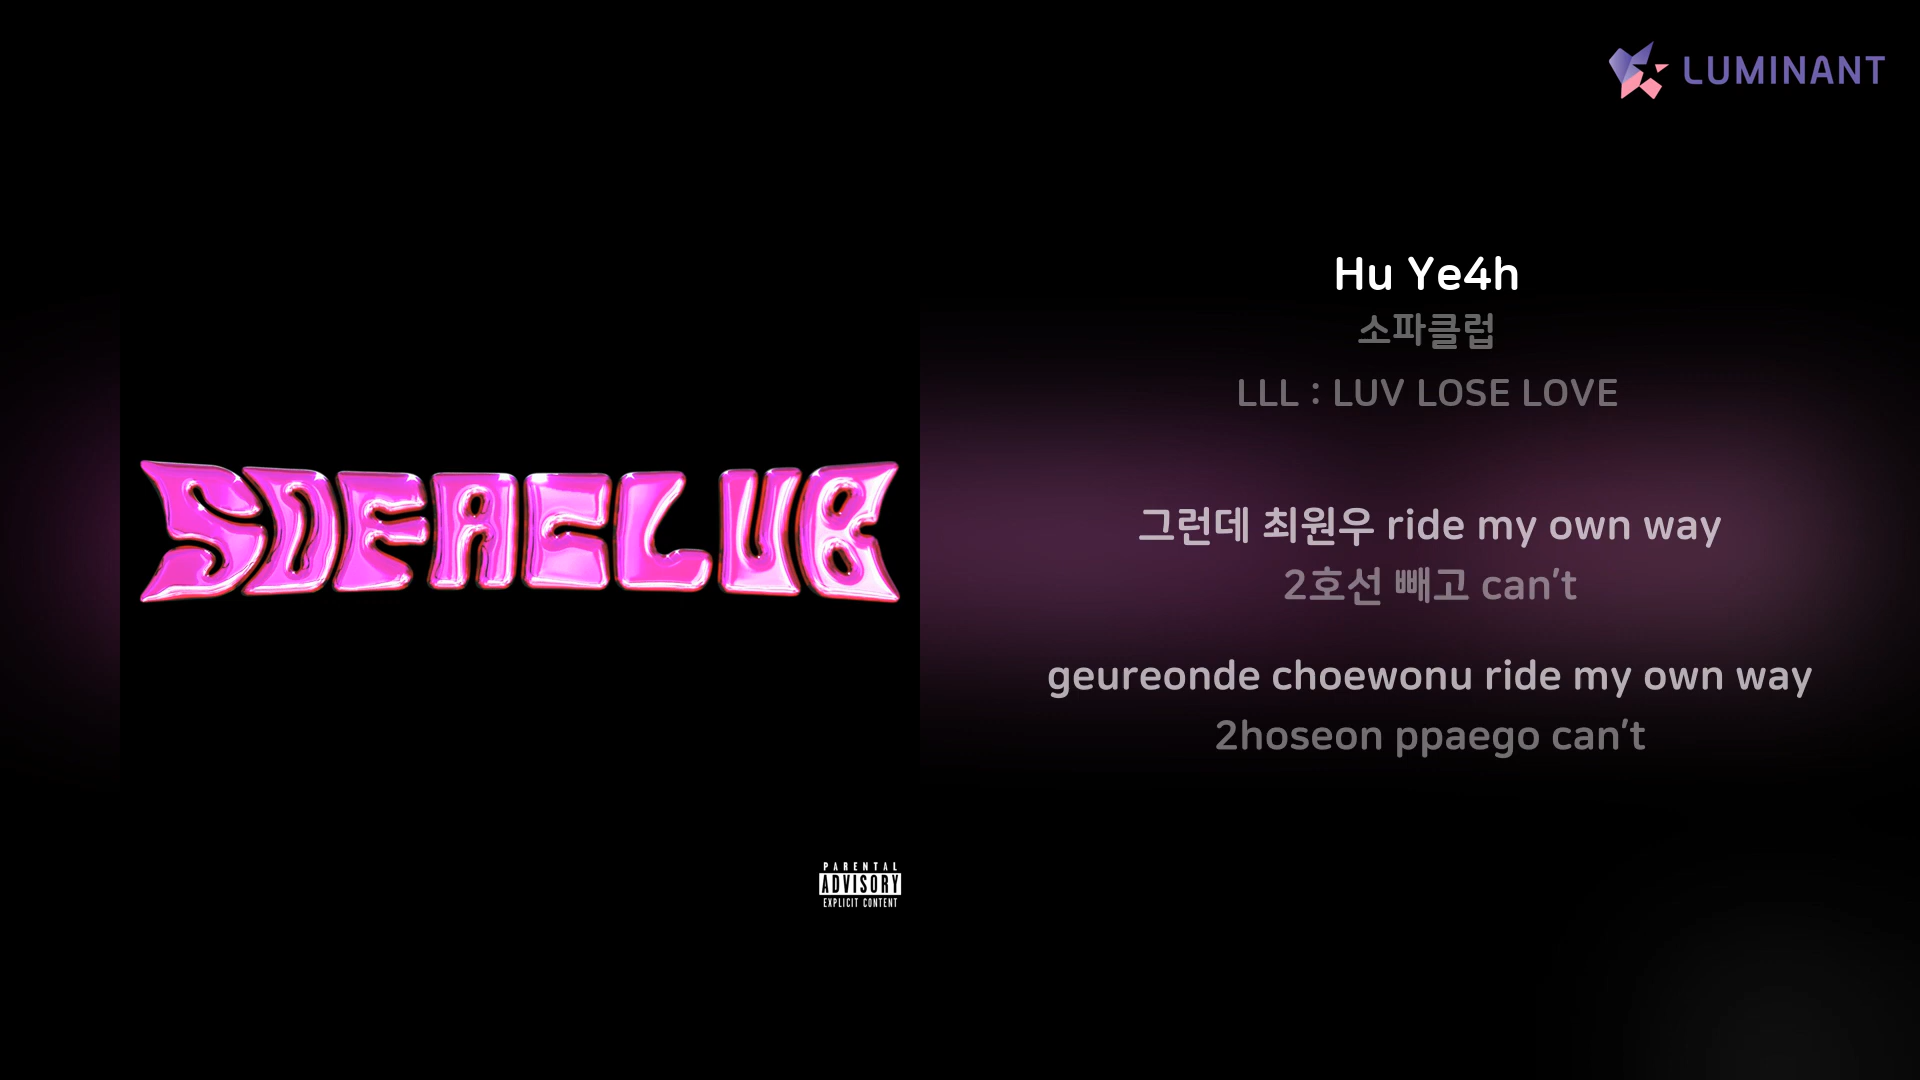 LUMINANT
SOFACLUB
PARENTAL
ADVISORY
EXPLICIT CONTENT
Hu Ye4h
소파클럽
LLL : LUV LOSE LOVE
그런데 최원우 ride my own way
2호선 빼고 can't
geureonde choewonu ride my own way
2hoseon ppaego can't